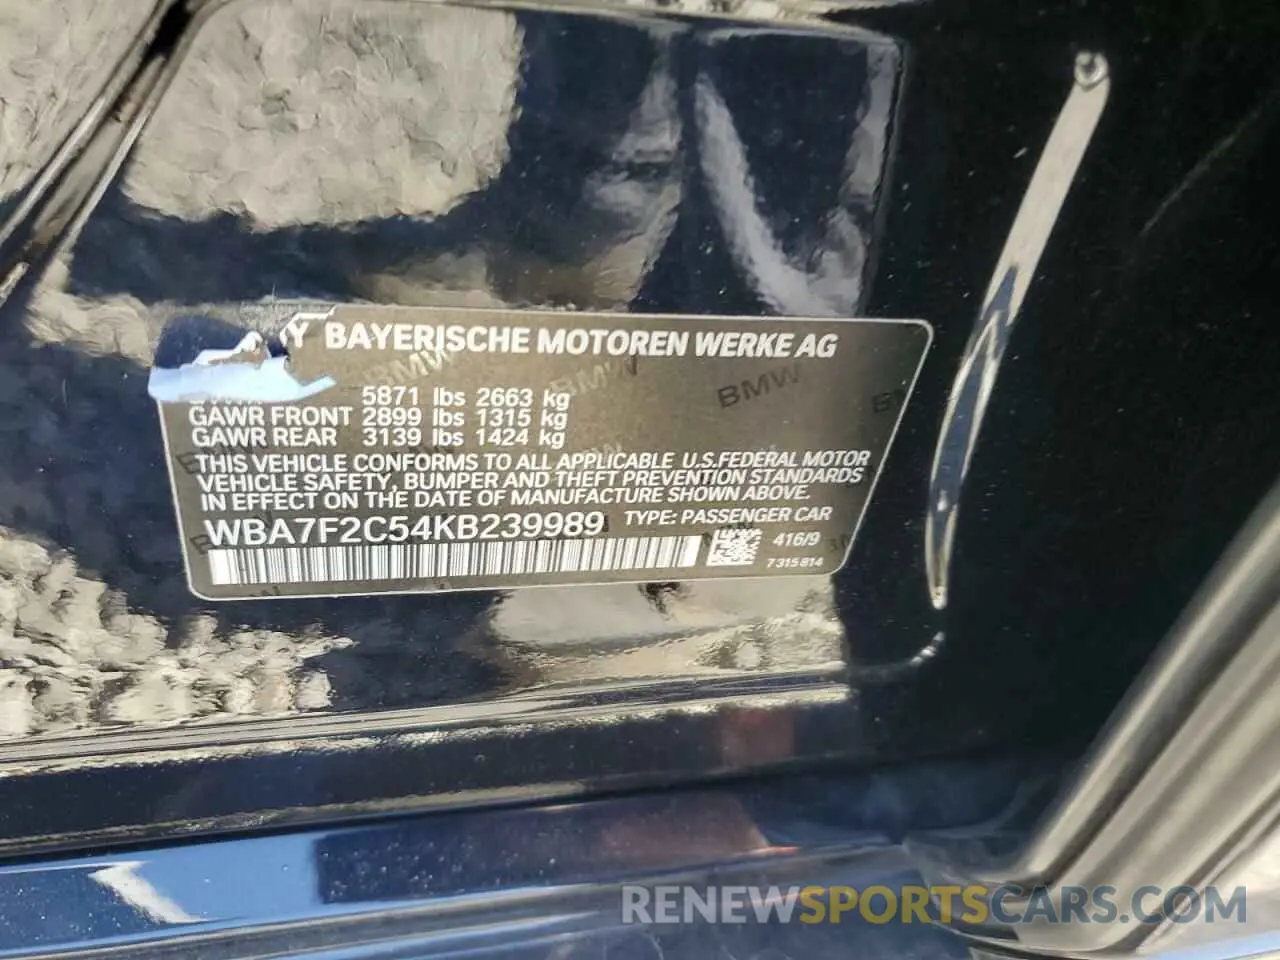 BAYERISCHE MOTOREN WERKE AG
5871 lbs 2663 kg
GAWR FRONT 2899 lbs 1315 kg
GAWR REAR 3139 lbs 1424 kg
THIS VEHICLE CONFORMS TO ALL APPLICABLE U.S.FEDERAL MOTOR
VEHICLE SAFETY, BUMPER AND THEFT PREVENTION STANDARDS
IN EFFECT ON THE DATE OF MANUFACTURE SHOWN ABOVE.
WBA7F2C54KB239989 TYPE: PASSENGER CAR
416/9
7 315 814
RENEWSPORTSCARS.COM